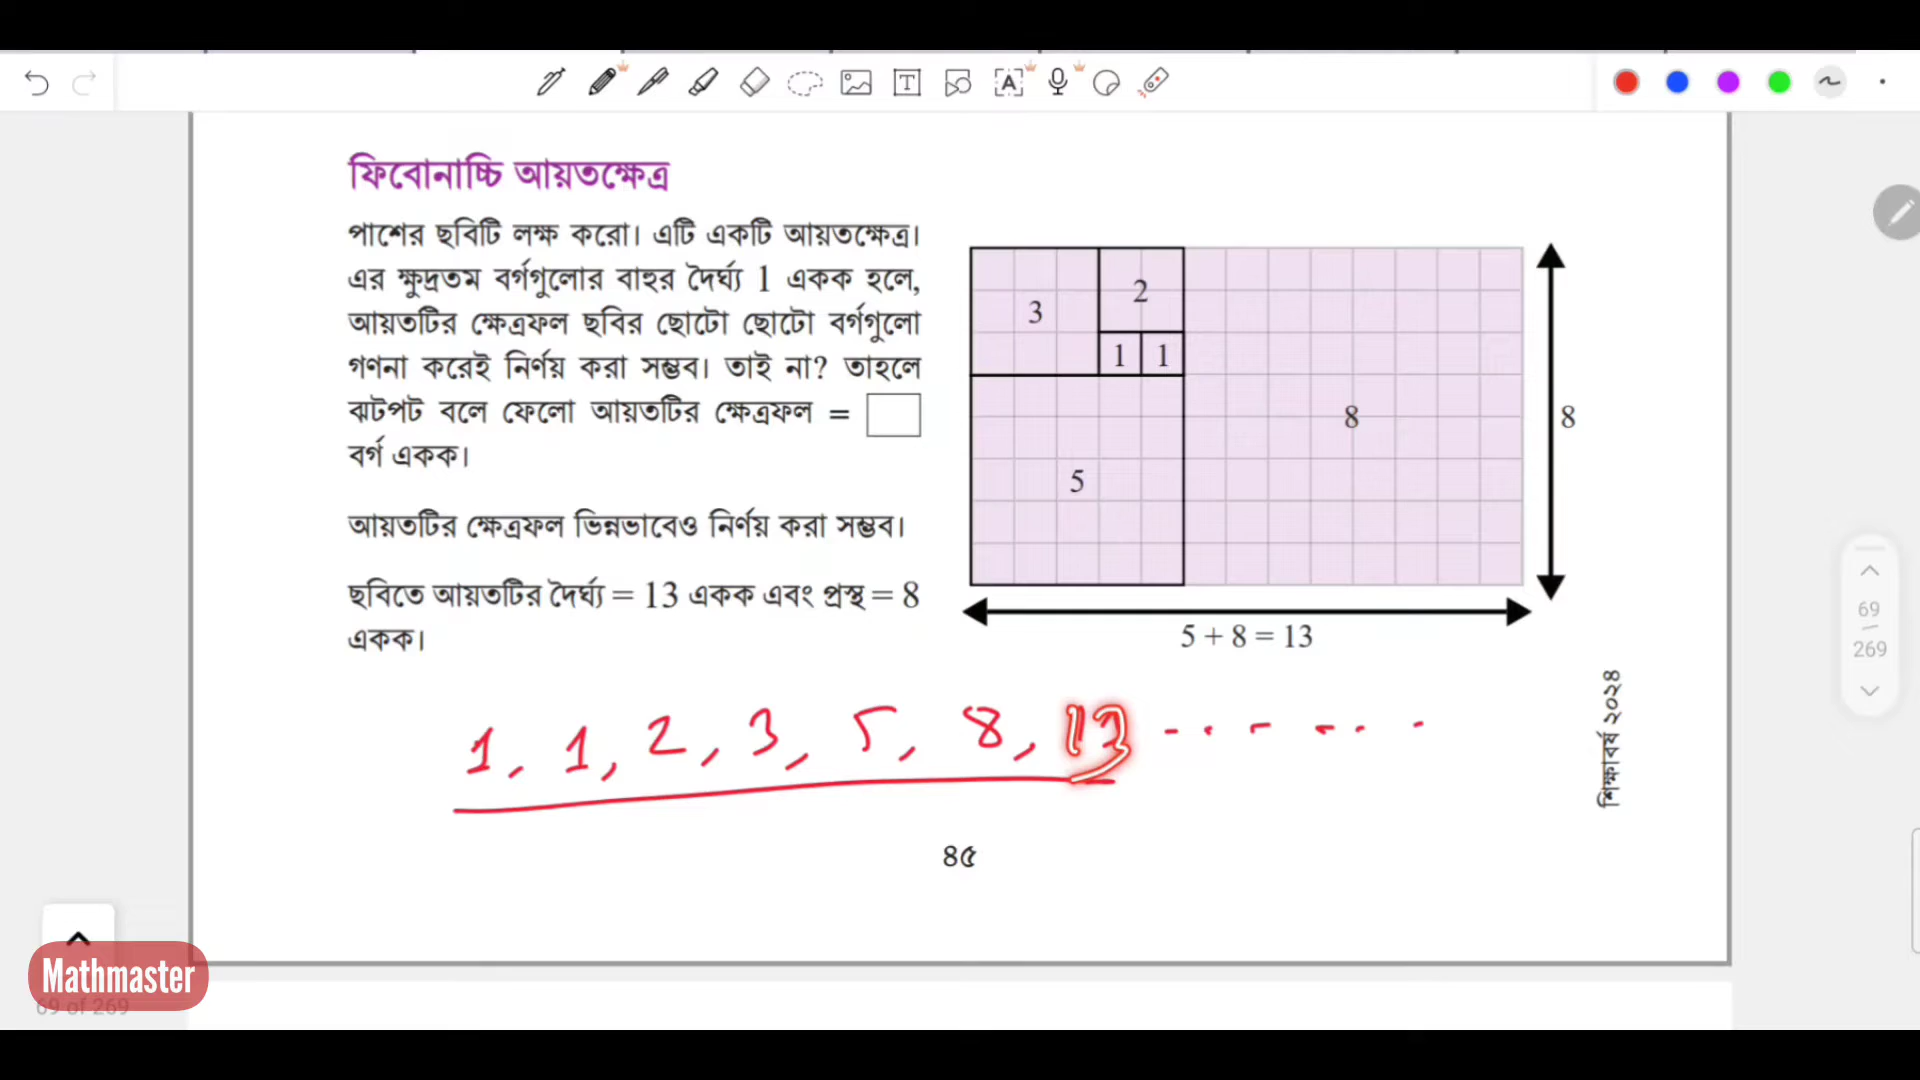 ফিবোনাচ্চি আয়তক্ষেত্র
পাশের ছবিটি লক্ষ করো। এটি একটি আয়তক্ষেত্র।
এর ক্ষুদ্রতম বর্গগুলোর বাহুর দৈর্ঘ্য 1 একক হলে,
আয়তটির ক্ষেত্রফল ছবির ছোটো ছোটো বর্গগুলো
গণনা করেই নির্ণয় করা সম্ভব। তাই না? তাহলে
ঝটপট বলে ফেলো আয়তটির ক্ষেত্রফল =
বর্গ একক।
আয়তটির ক্ষেত্রফল ভিন্নভাবেও নির্ণয় করা সম্ভব।
ছবিতে আয়তটির দৈর্ঘ্য = 13 একক এবং প্রস্থ = 8
একক।
3
2
1 1
5
8
8
5 + 8 = 13
1, 1, 2, 3, 5, 8, 13 - . . - - . . .
শিক্ষাবর্ষ ২০২৪
৪৫
69
269
Mathmaster
69 of 269